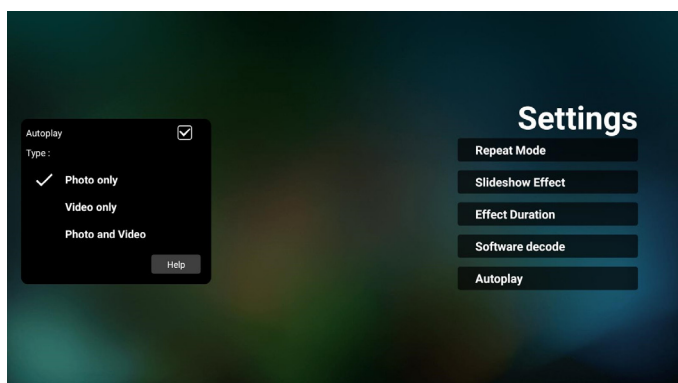 Settings
Autoplay
Type :
Photo only
Video only
Photo and Video
Help
Repeat Mode
Slideshow Effect
Effect Duration
Software decode
Autoplay